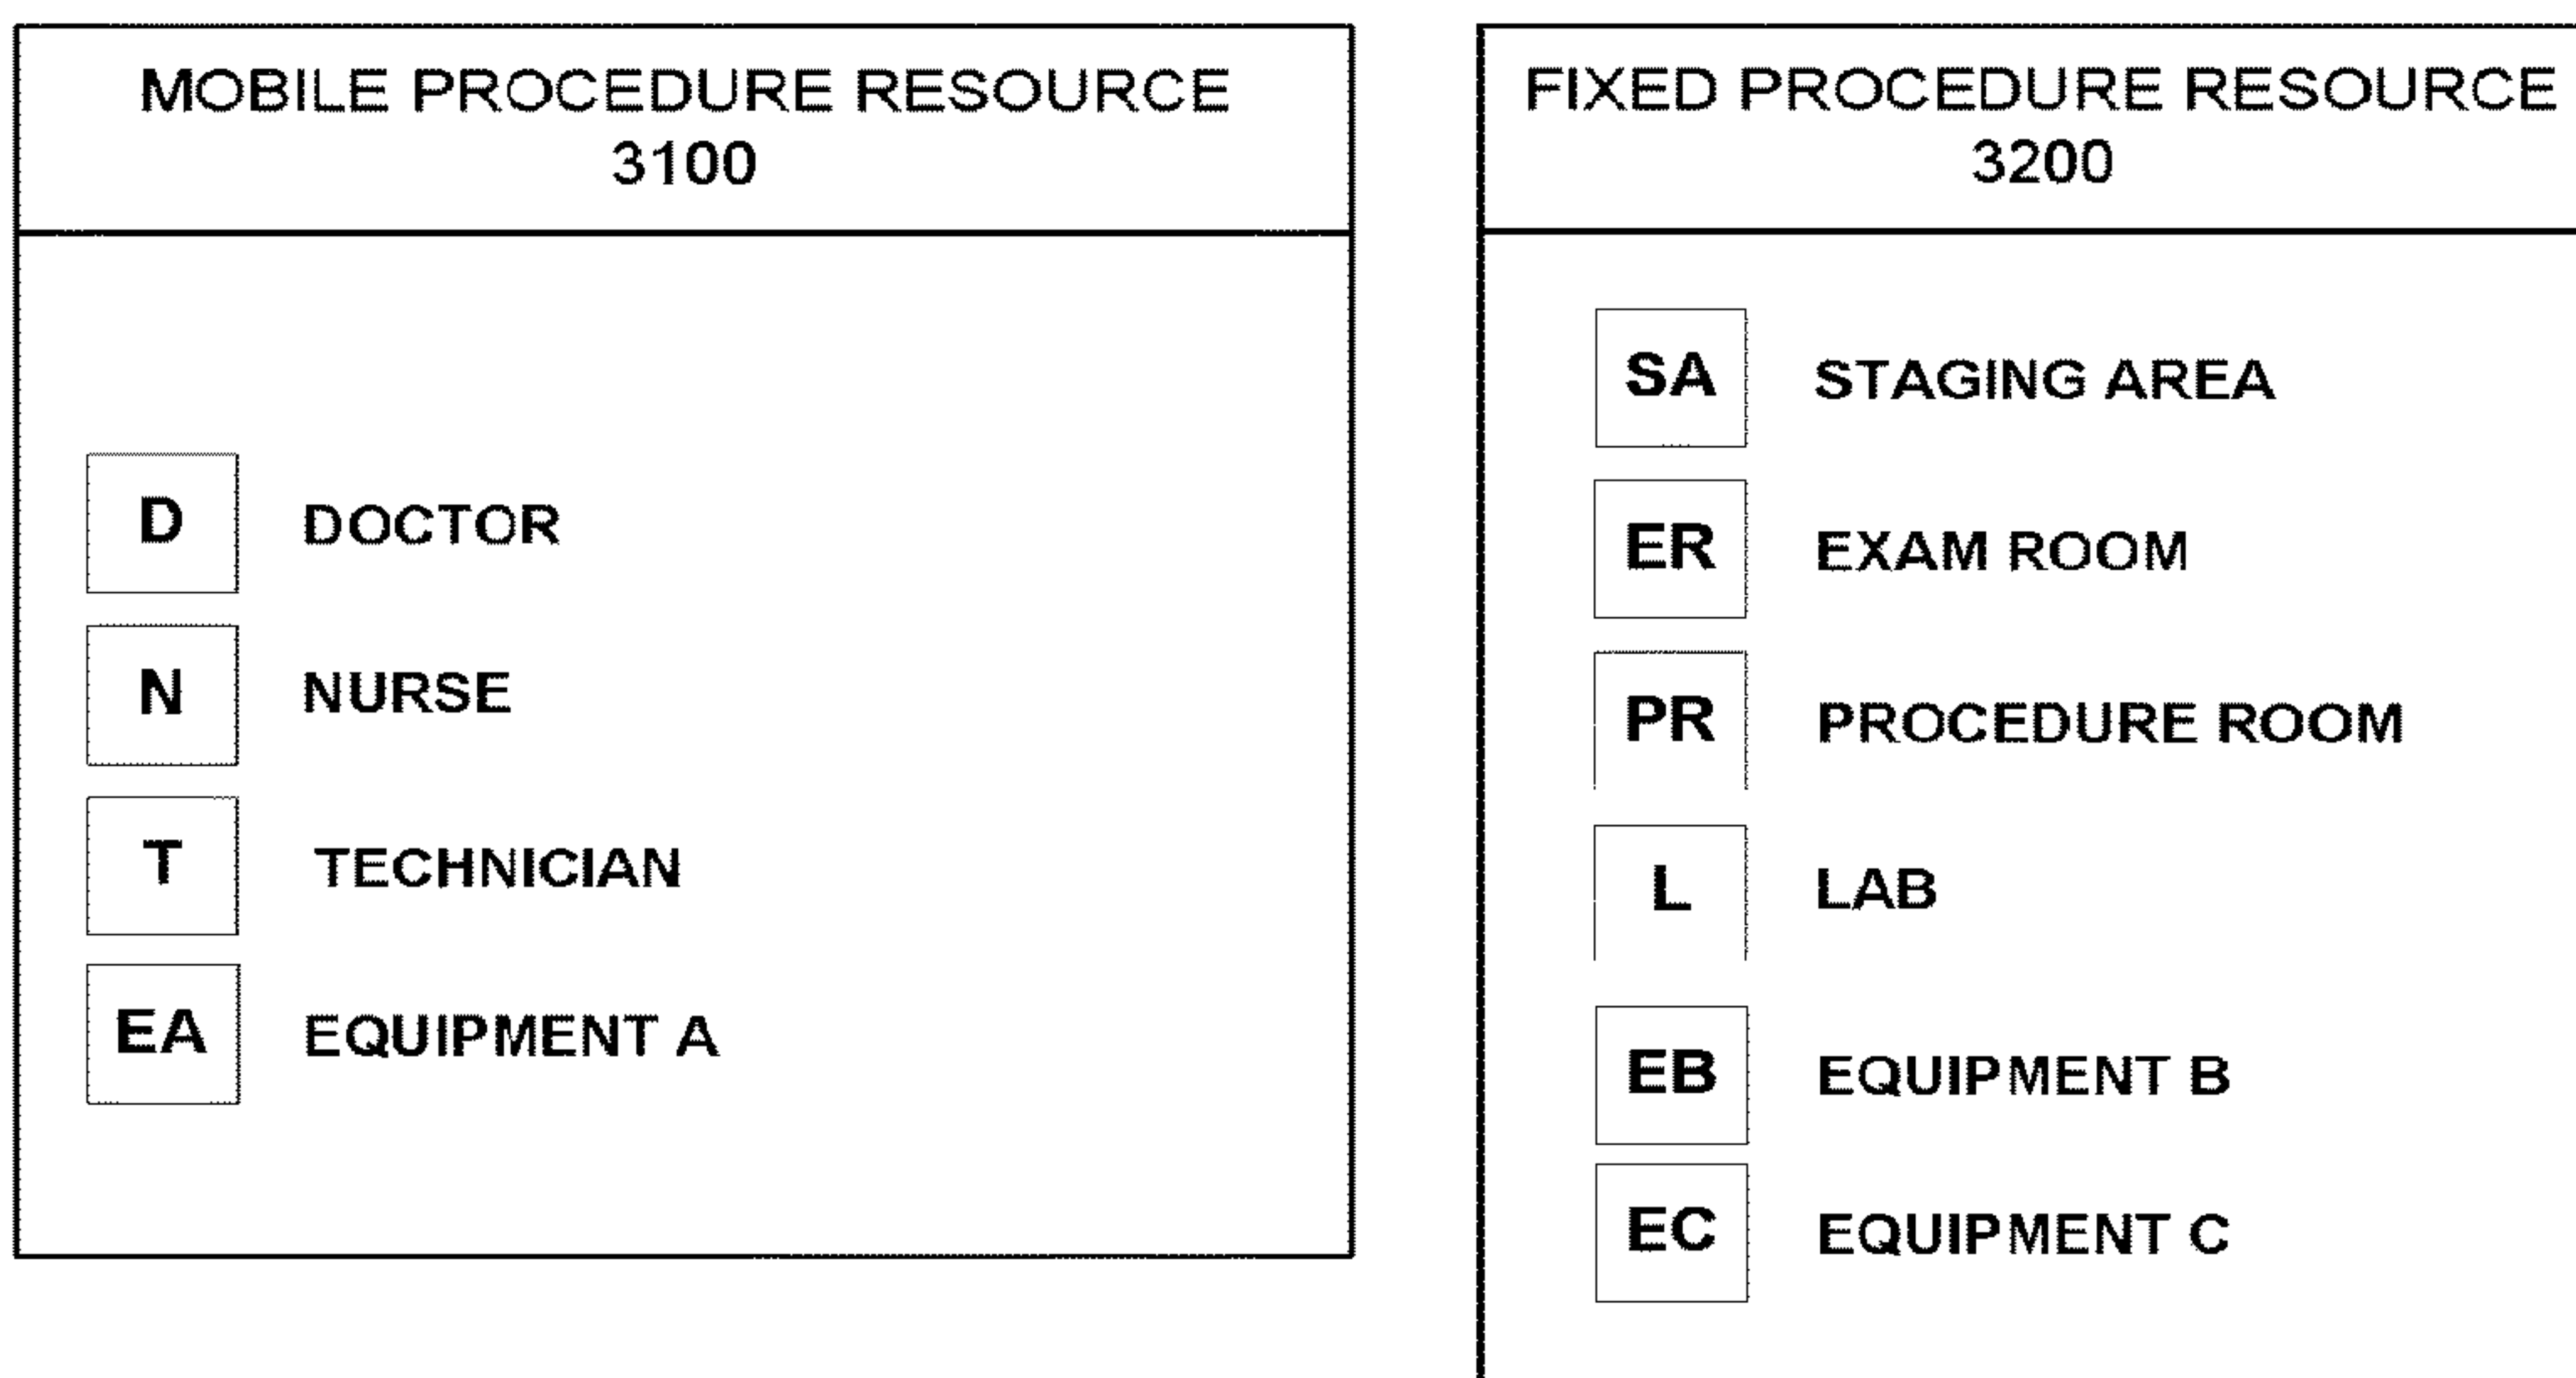 MOBILE PROCEDURE RESOURCE
3100
D DOCTOR
N NURSE
T TECHNICIAN
EA EQUIPMENT A
FIXED PROCEDURE RESOURCE
3200
SA STAGING AREA
ER EXAM ROOM
PR PROCEDURE ROOM
L LAB
EB EQUIPMENT B
EC EQUIPMENT C